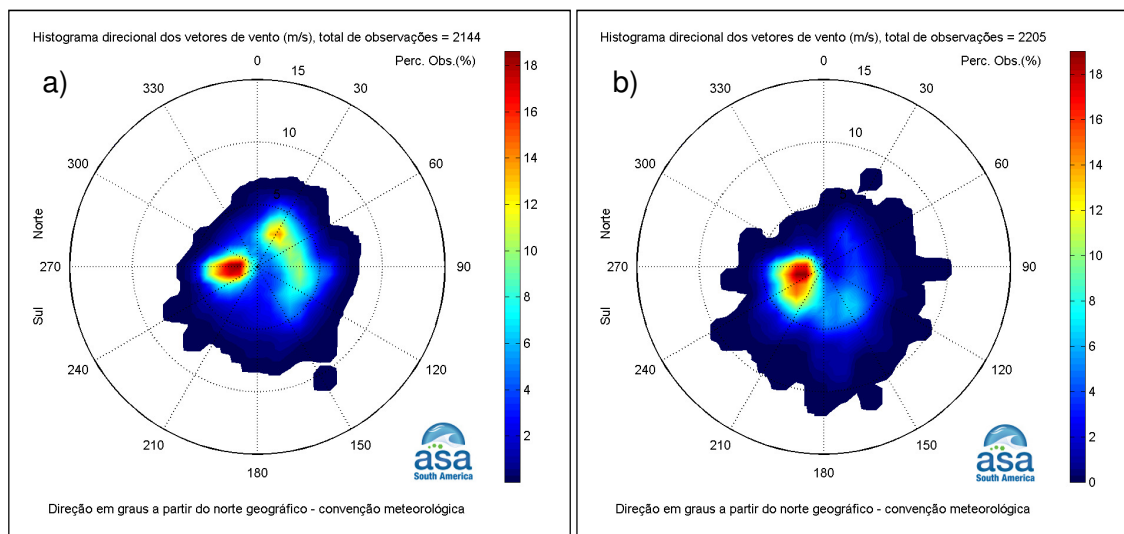 Histograma direcional dos vetores de vento (m/s), total de observações = 2144
a)
0
Perc. Obs.(%)
15
10
30
60
90
120
150
180
210
240
270
300
330
Norte
Sul
18
16
14
12
10
8
6
4
2
asa
South America
Direção em graus a partir do norte geográfico - convenção meteorológica
Histograma direcional dos vetores de vento (m/s), total de observações = 2205
b)
0
Perc. Obs.(%)
15
10
30
60
90
120
150
180
210
240
270
300
330
Norte
Sul
18
16
14
12
10
8
6
4
2
0
asa
South America
Direção em graus a partir do norte geográfico - convenção meteorológica